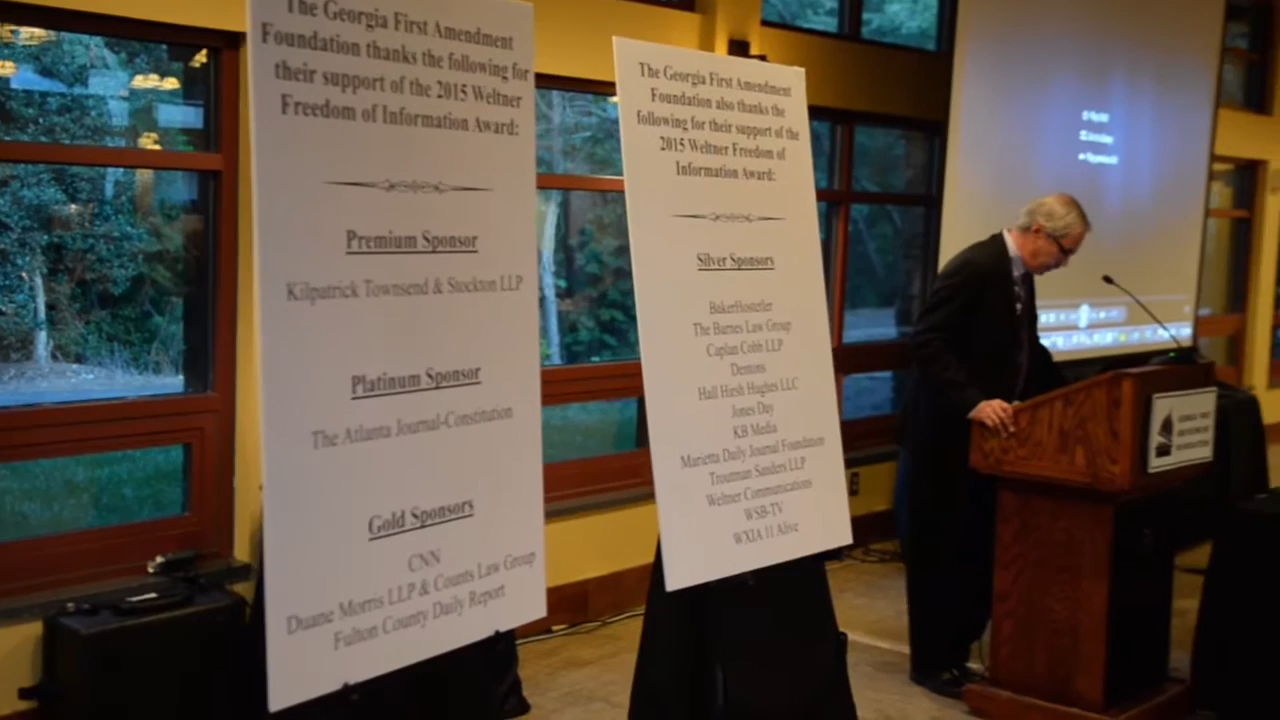 The Georgia First Amendment
Foundation thanks the following for
their support of the 2015 Weltner
Freedom of Information Award:
Premium Sponsor
Kilpatrick Townsend & Stockton LLP
Platinum Sponsor
The Atlanta Journal-Constitution
Gold Sponsors
CNN
Duane Morris LLP & Counts Law Group
Fulton County Daily Report
The Georgia First Amendment
Foundation also thanks the
following for their support of the
2015 Weltner Freedom of
Information Award:
Silver Sponsors
BakerHostetler
The Barnes Law Group
Caplan Cobb LLP
Dentons
Hall Hirsh Hughes LLC
Jones Day
KB Media
Marietta Daily Journal Foundation
Troutman Sanders LLP
Weltner Communications
WSB-TV
WXIA 11 Alive
GEORGIA FIRST
AMENDMENT
FOUNDATION